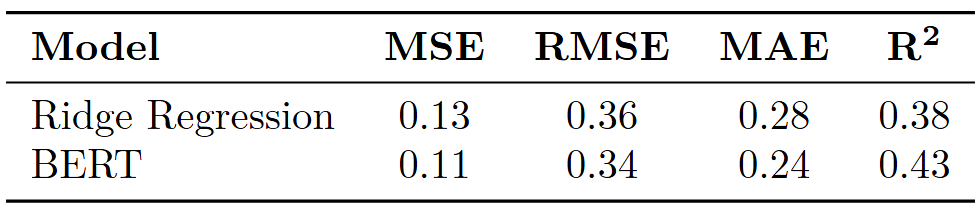 Model MSE RMSE MAE R²
Ridge Regression 0.13 0.36 0.28 0.38
BERT 0.11 0.34 0.24 0.43